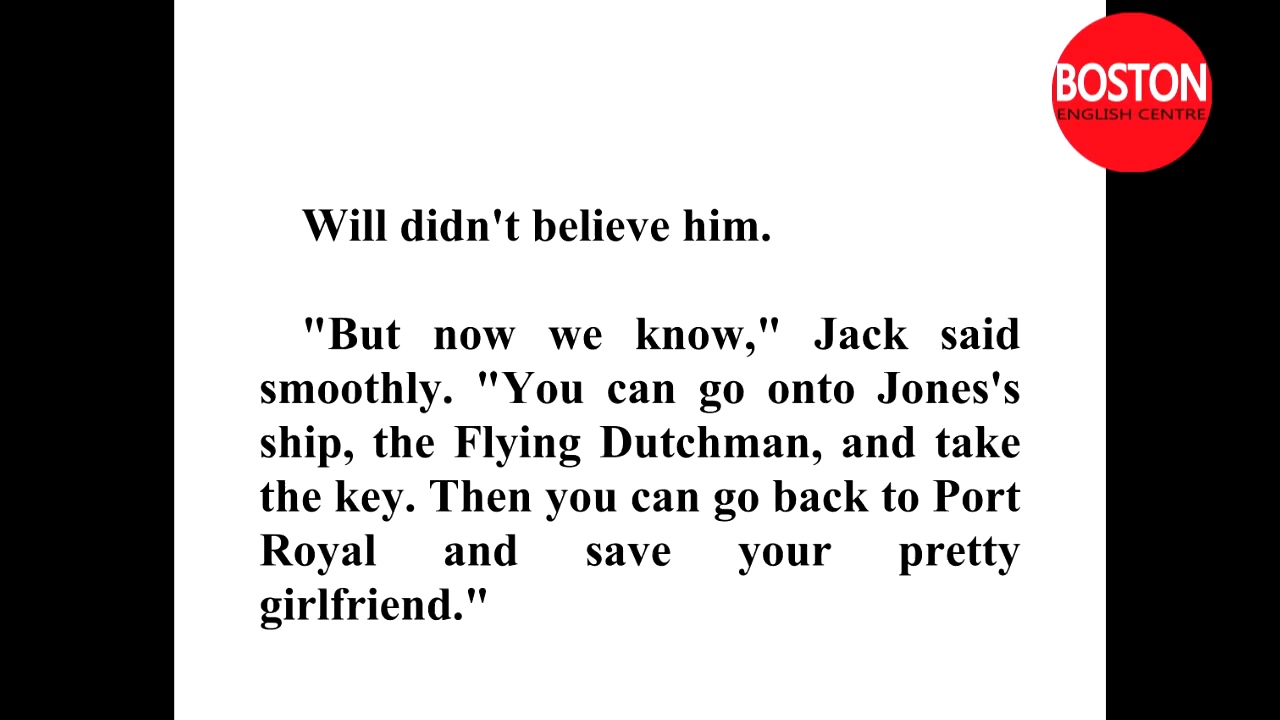 BOSTON
ENGLISH CENTRE
Will didn't believe him.
"But now we know," Jack said
smoothly. "You can go onto Jones's
ship, the Flying Dutchman, and take
the key. Then you can go back to Port
Royal and save your pretty
girlfriend."